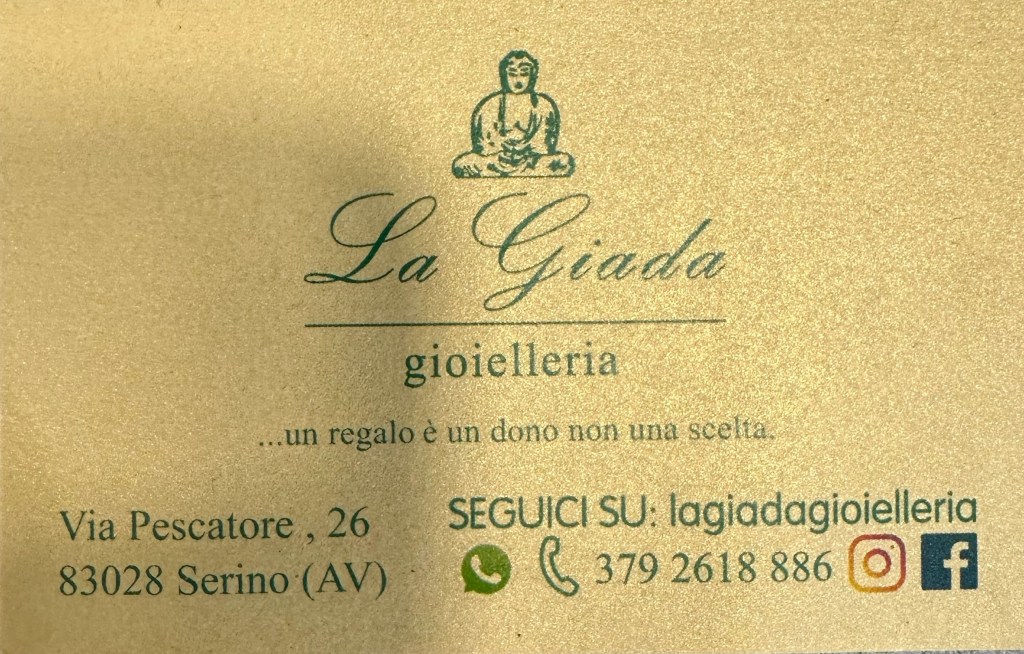 La Giada
gioielleria
...un regalo è un dono non una scelta.
Via Pescatore , 26
83028 Serino (AV)
SEGUICI SU: lagiadagioielleria
379 2618 886